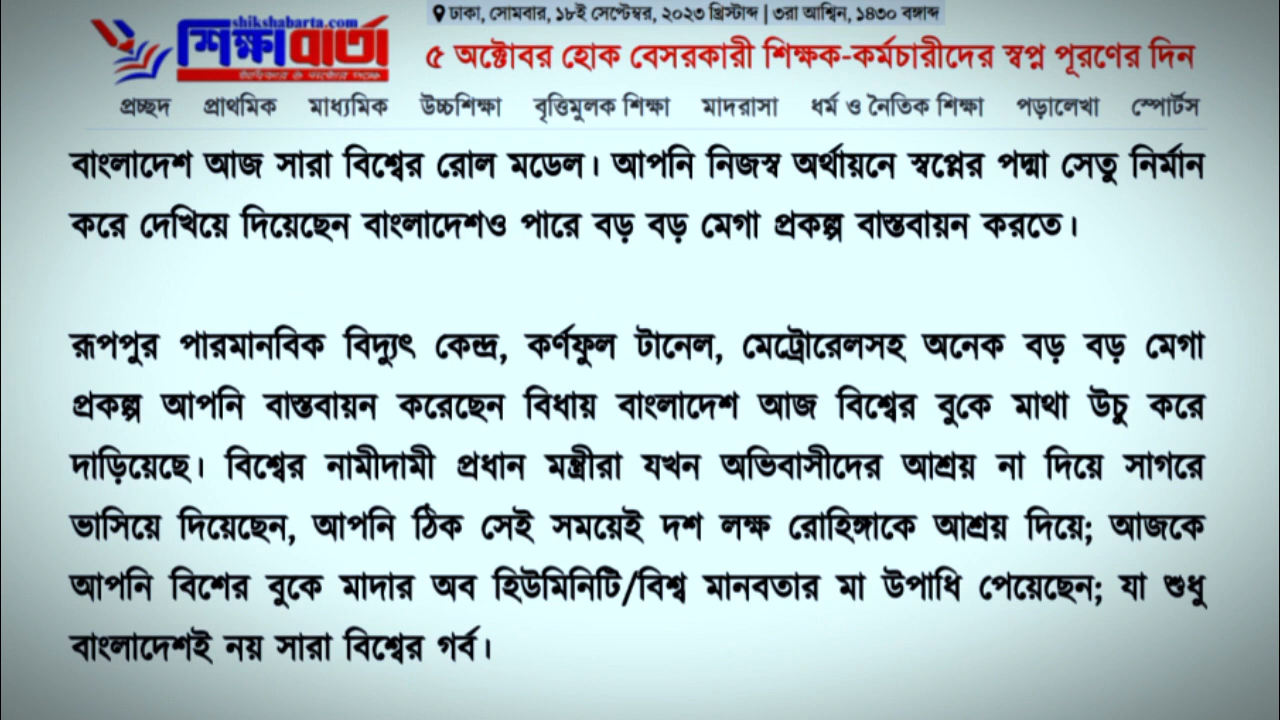 shikshabarta.com
শিক্ষাবার্তা
ঢাকা, সোমবার, ১৮ই সেপ্টেম্বর, ২০২৩ খ্রিস্টাব্দ | ৩রা আশ্বিন, ১৪৩০ বঙ্গাব্দ
৫ অক্টোবর হোক বেসরকারী শিক্ষক-কর্মচারীদের স্বপ্ন পূরণের দিন
প্রচ্ছদ প্রাথমিক মাধ্যমিক উচ্চশিক্ষা বৃত্তিমুলক শিক্ষা মাদরাসা ধর্ম ও নৈতিক শিক্ষা পড়ালেখা স্পোর্টস
বাংলাদেশ আজ সারা বিশ্বের রোল মডেল। আপনি নিজস্ব অর্থায়নে স্বপ্নের পদ্মা সেতু নির্মান
করে দেখিয়ে দিয়েছেন বাংলাদেশও পারে বড় বড় মেগা প্রকল্প বাস্তবায়ন করতে।
রূপপুর পারমানবিক বিদ্যুৎ কেন্দ্র, কর্ণফুল টানেল, মেট্রোরেলসহ অনেক বড় বড় মেগা
প্রকল্প আপনি বাস্তবায়ন করেছেন বিধায় বাংলাদেশ আজ বিশ্বের বুকে মাথা উচু করে
দাড়িয়েছে। বিশ্বের নামীদামী প্রধান মন্ত্রীরা যখন অভিবাসীদের আশ্রয় না দিয়ে সাগরে
ভাসিয়ে দিয়েছেন, আপনি ঠিক সেই সময়েই দশ লক্ষ রোহিঙ্গাকে আশ্রয় দিয়ে; আজকে
আপনি বিশের বুকে মাদার অব হিউমিনিটি/বিশ্ব মানবতার মা উপাধি পেয়েছেন; যা শুধু
বাংলাদেশই নয় সারা বিশ্বের গর্ব।